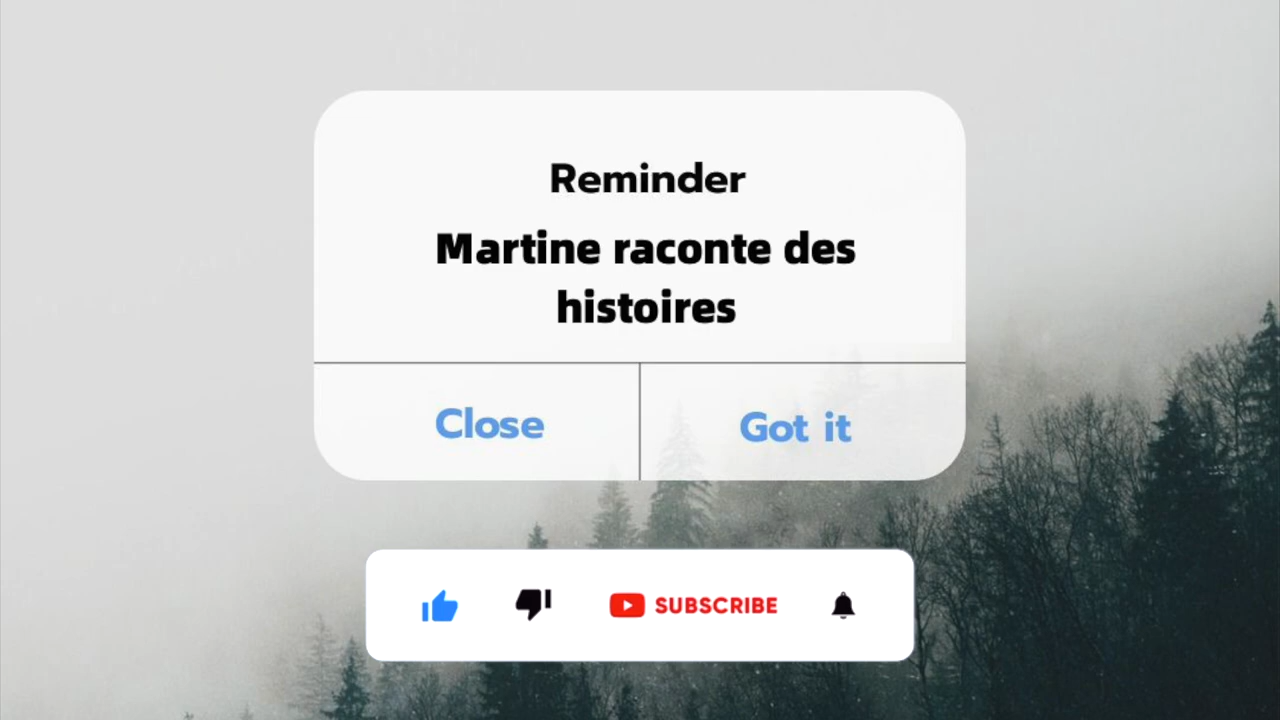 Reminder
Martine raconte des
histoires
Close
Got it
SUBSCRIBE